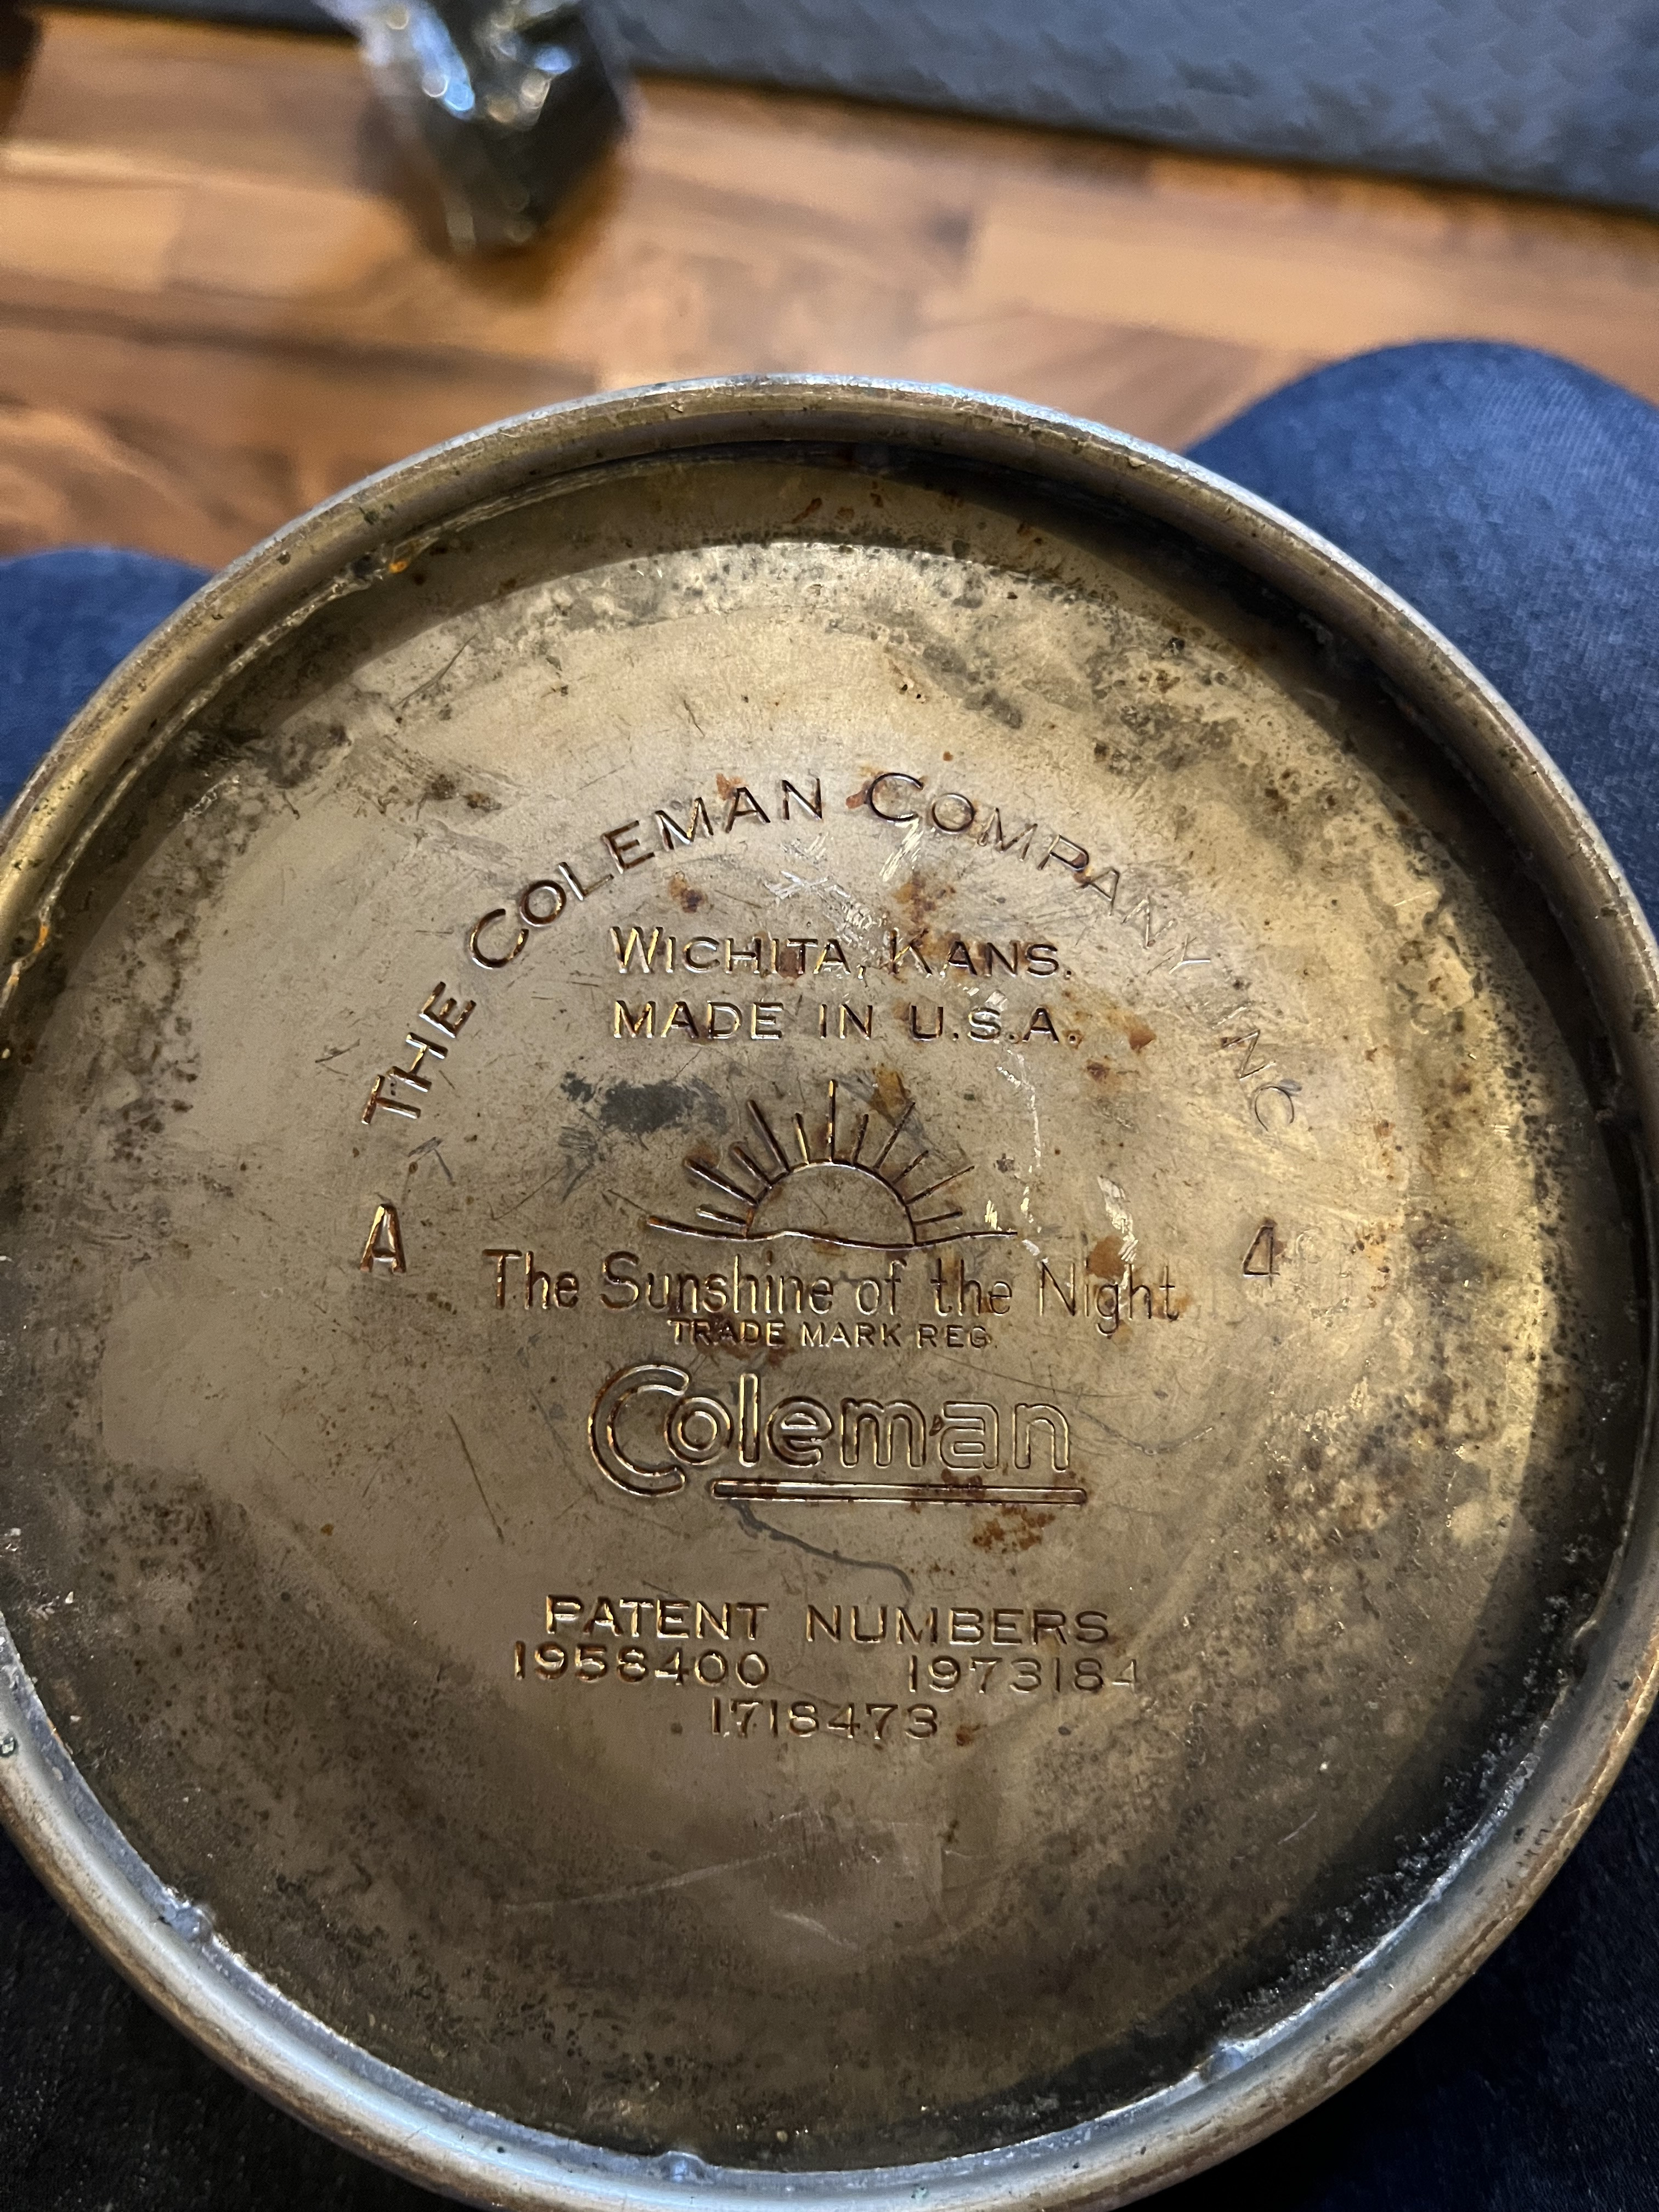 THE COLEMAN COMPANY INC
WICHITA, KANS.
MADE IN U.S.A.
A
The Sunshine of the Night
TRADE MARK REG.
Coleman
PATENT NUMBERS
1958400 1973184
1718473